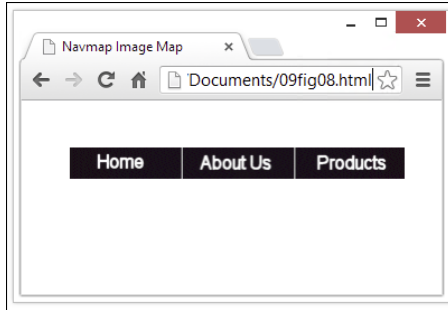 Navmap Image Map
Documents/09fig08.html
Home About Us Products